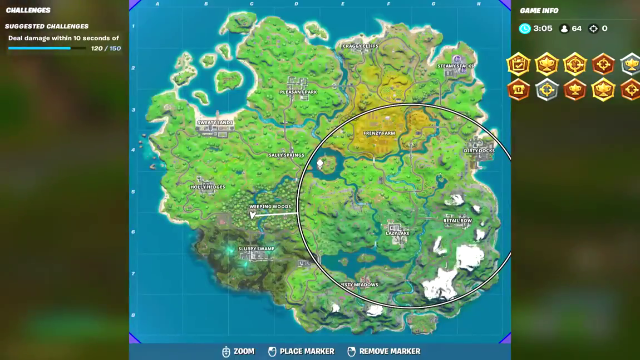 CHALLENGES
SUGGESTED CHALLENGES
Deal damage within 10 seconds of
120 / 150
GAME INFO
3:05 64 0
A B C D E F G H
1
2
3
4
5
6
7
8
CRAGGY CLIFFS
STEAMY STACKS
PLEASANT PARK
SWEATY SANDS
FRENZY FARM
DIRTY DOCKS
SALTY SPRINGS
HOLLY HEDGES
WEEPING WOODS
RETAIL ROW
LAZY LAKE
SLURPY SWAMP
MISTY MEADOWS
ZOOM PLACE MARKER REMOVE MARKER